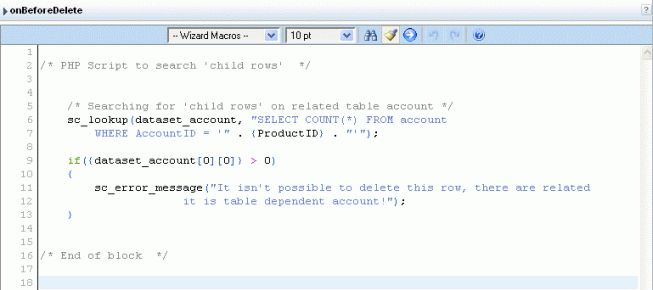 onBeforeDelete
-- Wizard Macros -- 10 pt
1
2 /* PHP Script to search 'child rows'  */
3
4
5 /* Searching for 'child rows' on related table account */
6 sc_lookup(dataset_account, "SELECT COUNT(*) FROM account
7 WHERE AccountID = '" . {ProductID} . "'");
8
9 if({dataset_account[0][0]} > 0)
10 {
11 sc_error_message("It isn't possible to delete this row, there are related
12 it is table dependent account!");
13 }
14
15
16 /* End of block  */
17
18